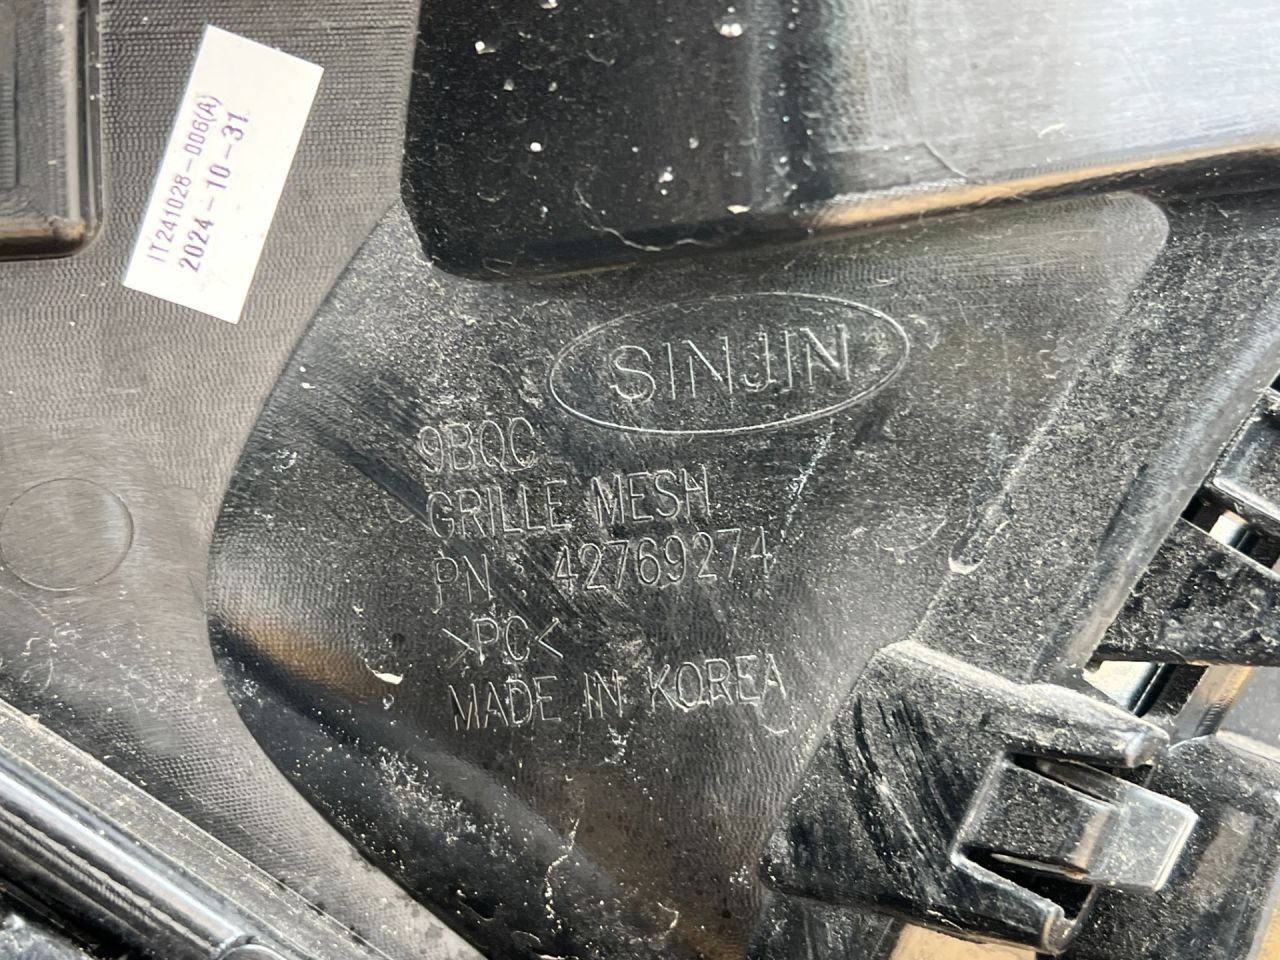 IT241028-006(A)
2024-10-31
SINJIN
9BQC
GRILLE MESH
PN : 42769274
>PC<
MADE IN KOREA